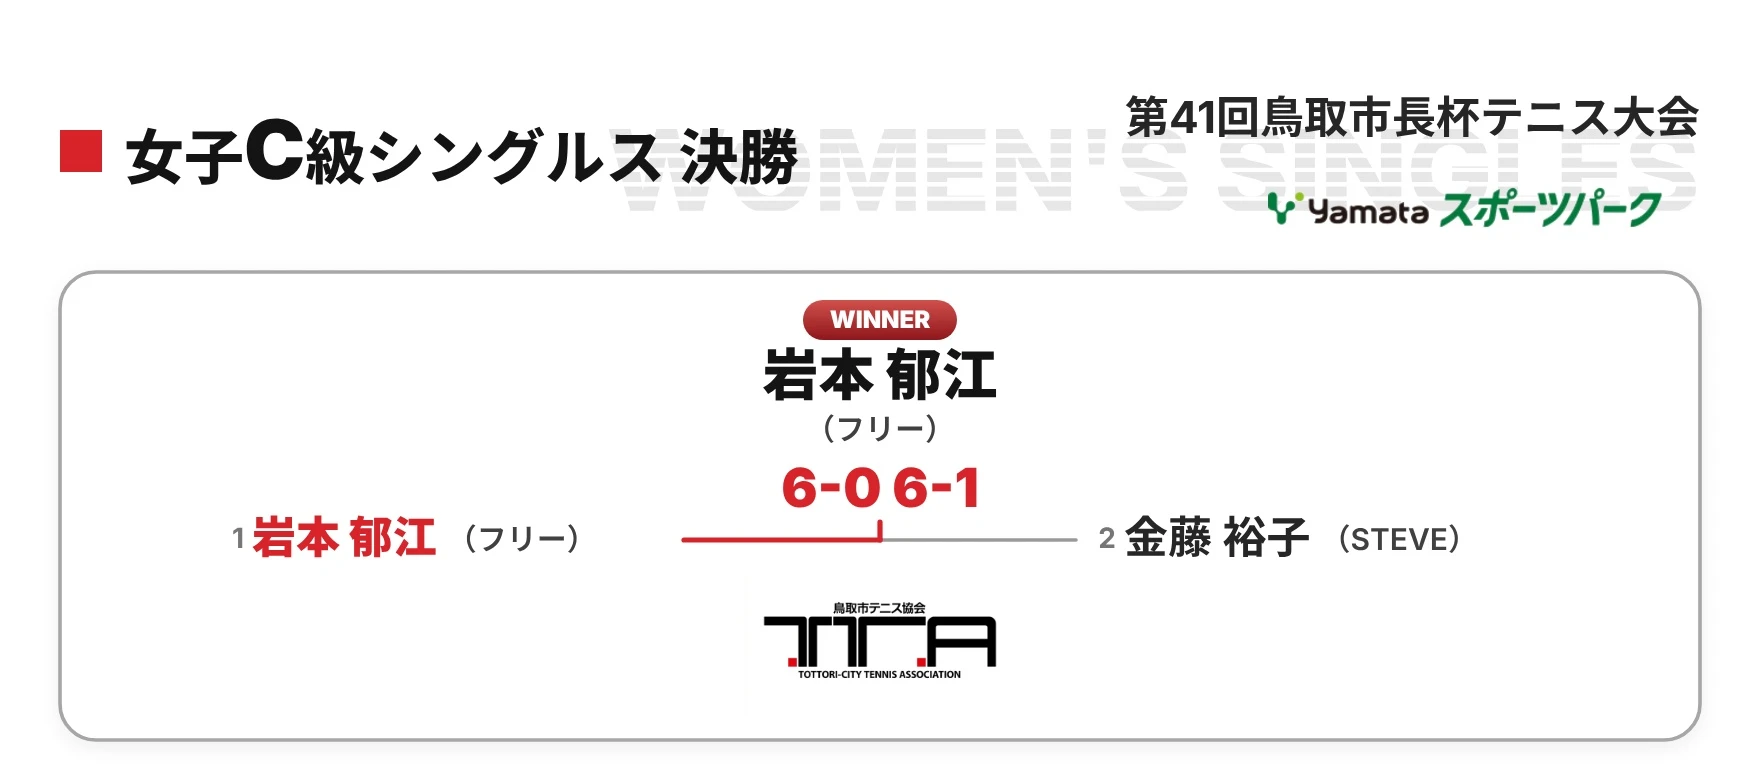 第41回鳥取市長杯テニス大会
女子C級シングルス 決勝
WOMEN'S SINGLES
Yamata スポーツパーク
WINNER
岩本 郁江
（フリー）
6-0 6-1
1 岩本 郁江 （フリー）
2 金藤 裕子 （STEVE）
鳥取市テニス協会
TTA
TOTTORI-CITY TENNIS ASSOCIATION